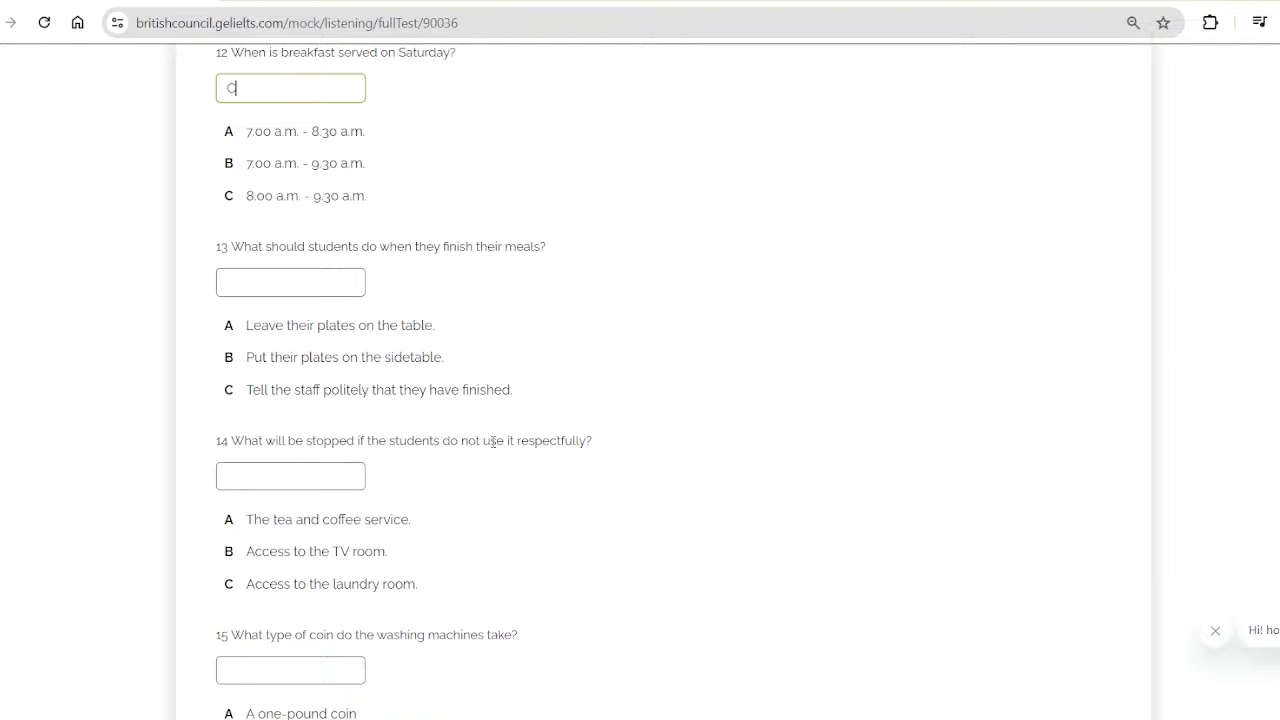 britishcouncil.gelielts.com/mock/listening/fullTest/90036
12 When is breakfast served on Saturday?
C
A 7.00 a.m. - 8.30 a.m.
B 7.00 a.m. - 9.30 a.m.
C 8.00 a.m. - 9.30 a.m.
13 What should students do when they finish their meals?
A Leave their plates on the table.
B Put their plates on the sidetable.
C Tell the staff politely that they have finished.
14 What will be stopped if the students do not use it respectfully?
A The tea and coffee service.
B Access to the TV room.
C Access to the laundry room.
Hi! ho
15 What type of coin do the washing machines take?
A A one-pound coin